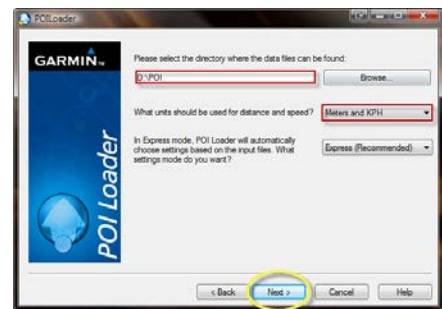 POILoader
GARMIN™
POI Loader
Please select the directory where the data files can be found:
D:\POI
Browse...
What units should be used for distance and speed?
Meters and KPH
In Express mode, POI Loader will automatically
choose settings based on the input files. What
settings mode do you want?
Express (Recommended)
< Back
Next >
Cancel
Help